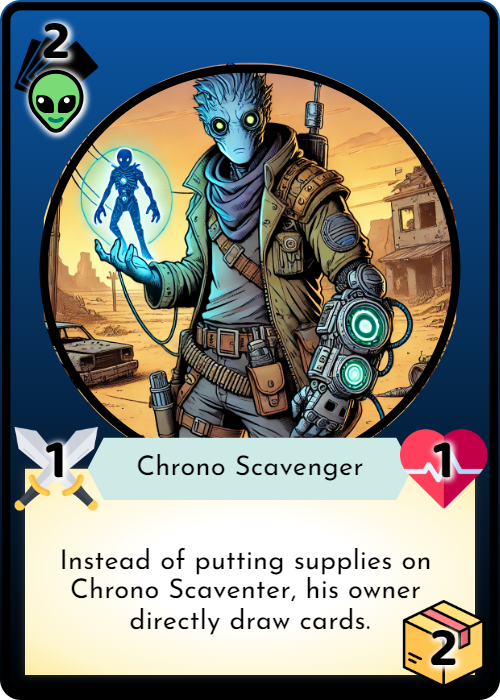 2
1
Chrono Scavenger
1
Instead of putting supplies on
Chrono Scaventer, his owner
directly draw cards.
2